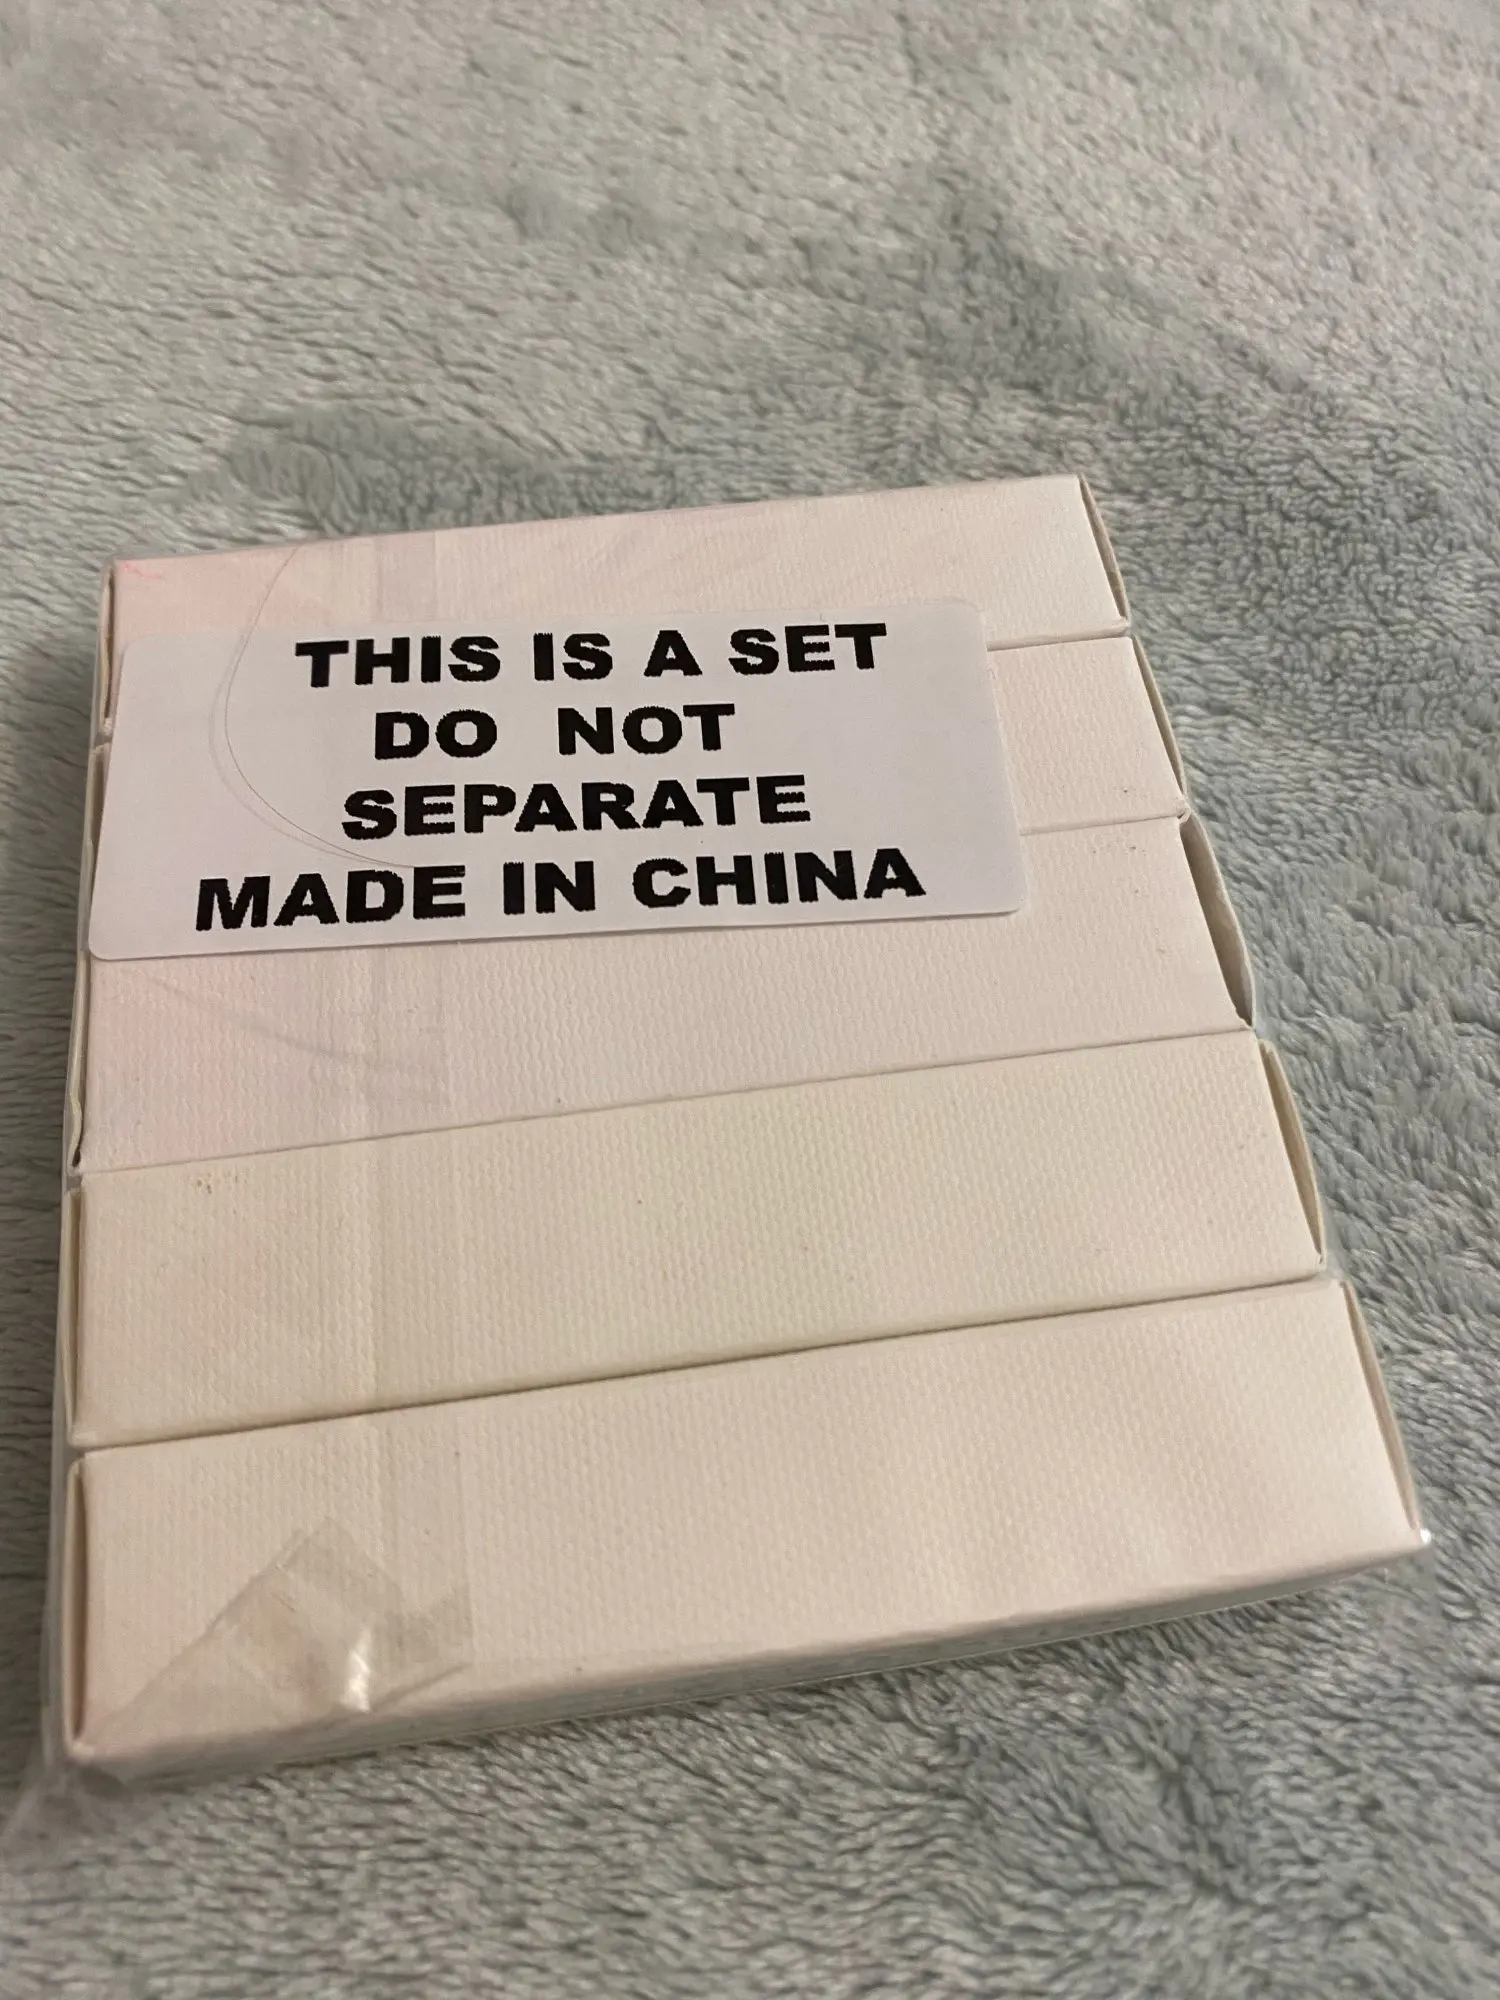 THIS IS A SET
DO NOT
SEPARATE
MADE IN CHINA